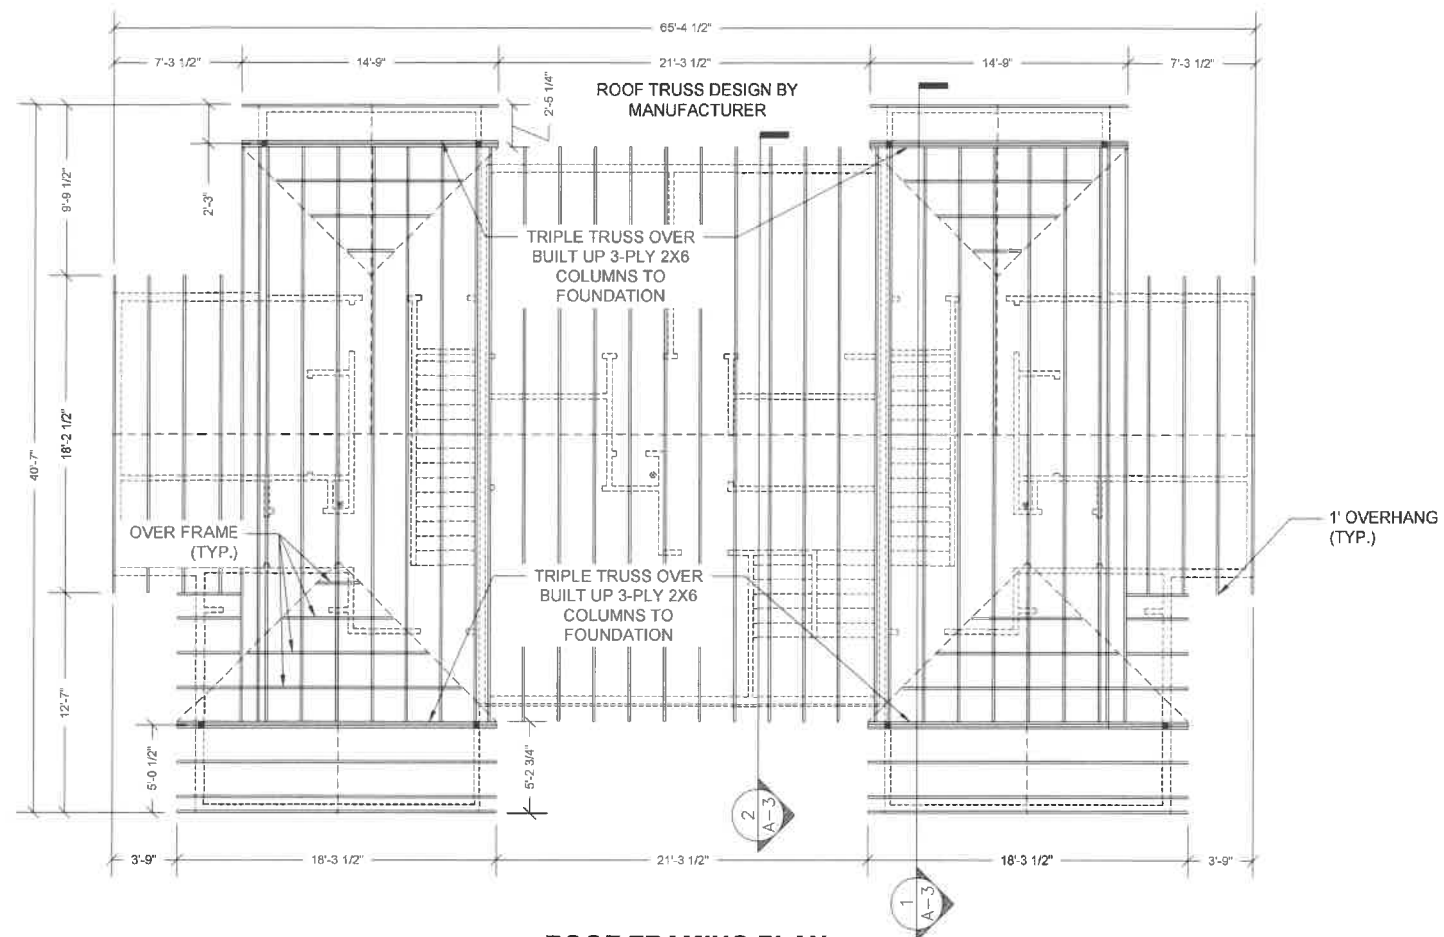 65'-4 1/2"
7'-3 1/2"
14'-9"
21'-3 1/2"
14'-9"
7'-3 1/2"
ROOF TRUSS DESIGN BY
MANUFACTURER
2'-5 1/4"
9'-9 1/2"
2'-3"
TRIPLE TRUSS OVER
BUILT UP 3-PLY 2X6
COLUMNS TO
FOUNDATION
40'-7"
18'-2 1/2"
OVER FRAME
(TYP.)
1' OVERHANG
(TYP.)
TRIPLE TRUSS OVER
BUILT UP 3-PLY 2X6
COLUMNS TO
FOUNDATION
12'-7"
5'-0 1/2"
5'-2 3/4"
2
A-3
3'-9"
18'-3 1/2"
21'-3 1/2"
18'-3 1/2"
3'-9"
1
A-3
ROOF FRAMING PLAN